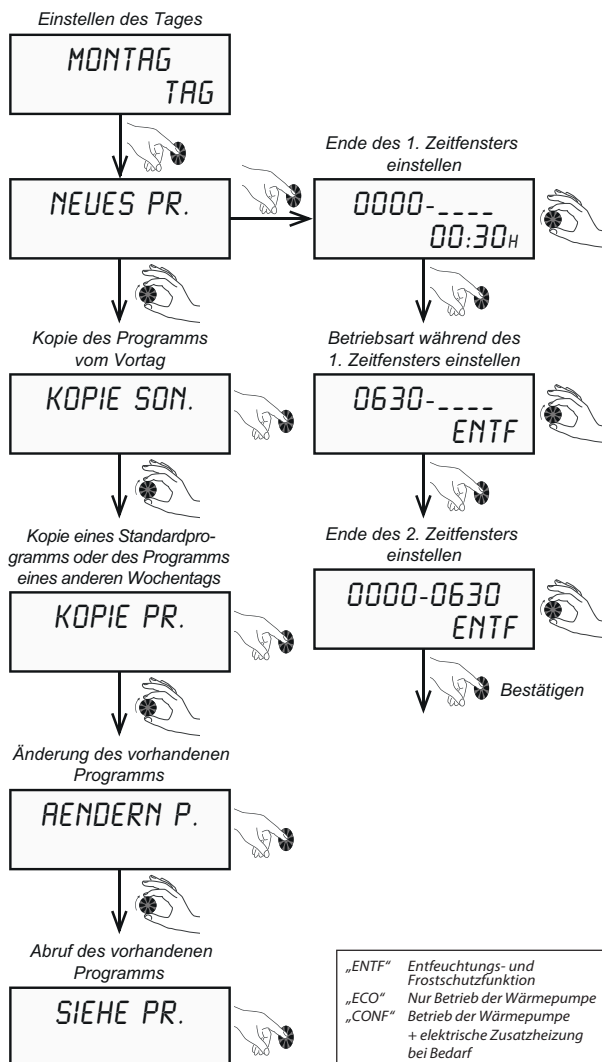 Einstellen des Tages
MONTAG
TAG
NEUES PR.
Kopie des Programms
vom Vortag
KOPIE SON.
Kopie eines Standardpro-
gramms oder des Programms
eines anderen Wochentags
KOPIE PR.
Änderung des vorhandenen
Programms
AENDERN P.
Abruf des vorhandenen
Programms
SIEHE PR.
Ende des 1. Zeitfensters
einstellen
0000-____
00:30H
Betriebsart während des
1. Zeitfensters einstellen
0630-____
ENTF
Ende des 2. Zeitfensters
einstellen
0000-0630
ENTF
Bestätigen
„ENTF“ Entfeuchtungs- und
Frostschutzfunktion
„ECO“ Nur Betrieb der Wärmepumpe
„CONF“ Betrieb der Wärmepumpe
+ elektrische Zusatzheizung
bei Bedarf